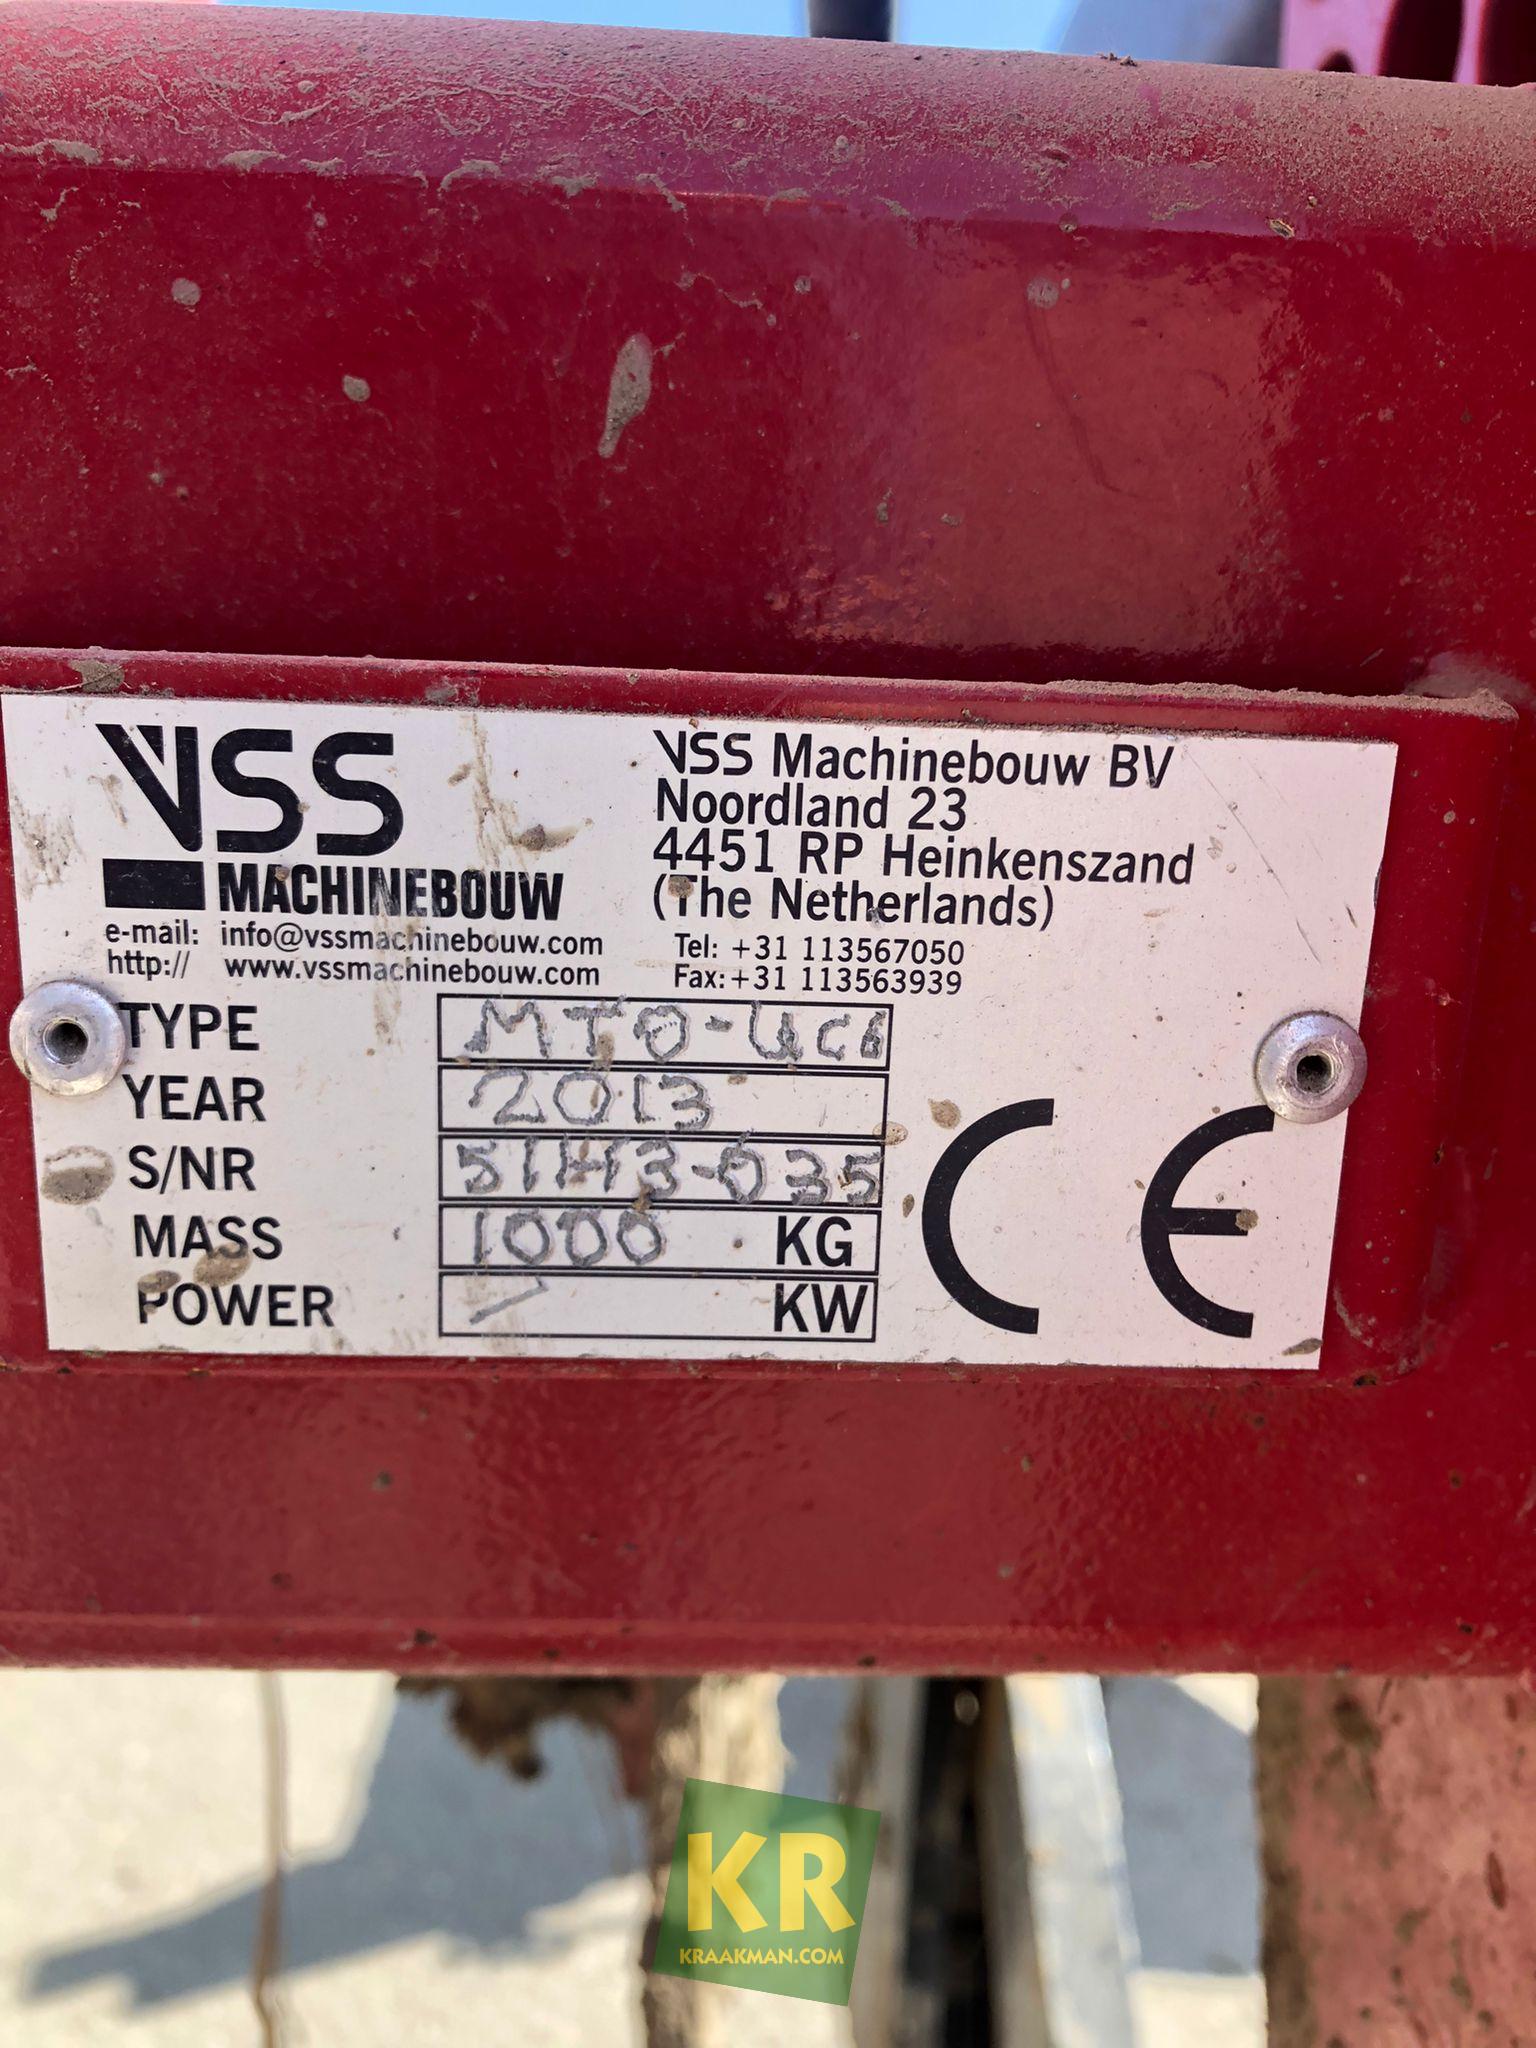 VSS
MACHINEBOUW
e-mail: info@vssmachinebouw.com
http:// www.vssmachinebouw.com
VSS Machinebouw BV
Noordland 23
4451 RP Heinkenszand
(The Netherlands)
Tel: +31 113567050
Fax: +31 113563939
TYPE
YEAR 2013
S/NR
MASS 1000 KG
POWER KW
CE
KR
KRAAKMAN.COM